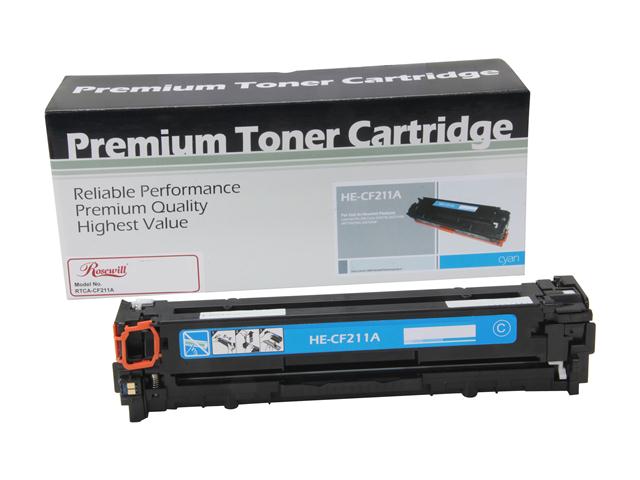 Premium Toner Cartridge
Premium Toner Cartridge
Reliable Performance
Premium Quality
Highest Value
HE-CF211A
cyan
Rosewill
Model No.
RTCA-CF211A
HE-CF211A
C